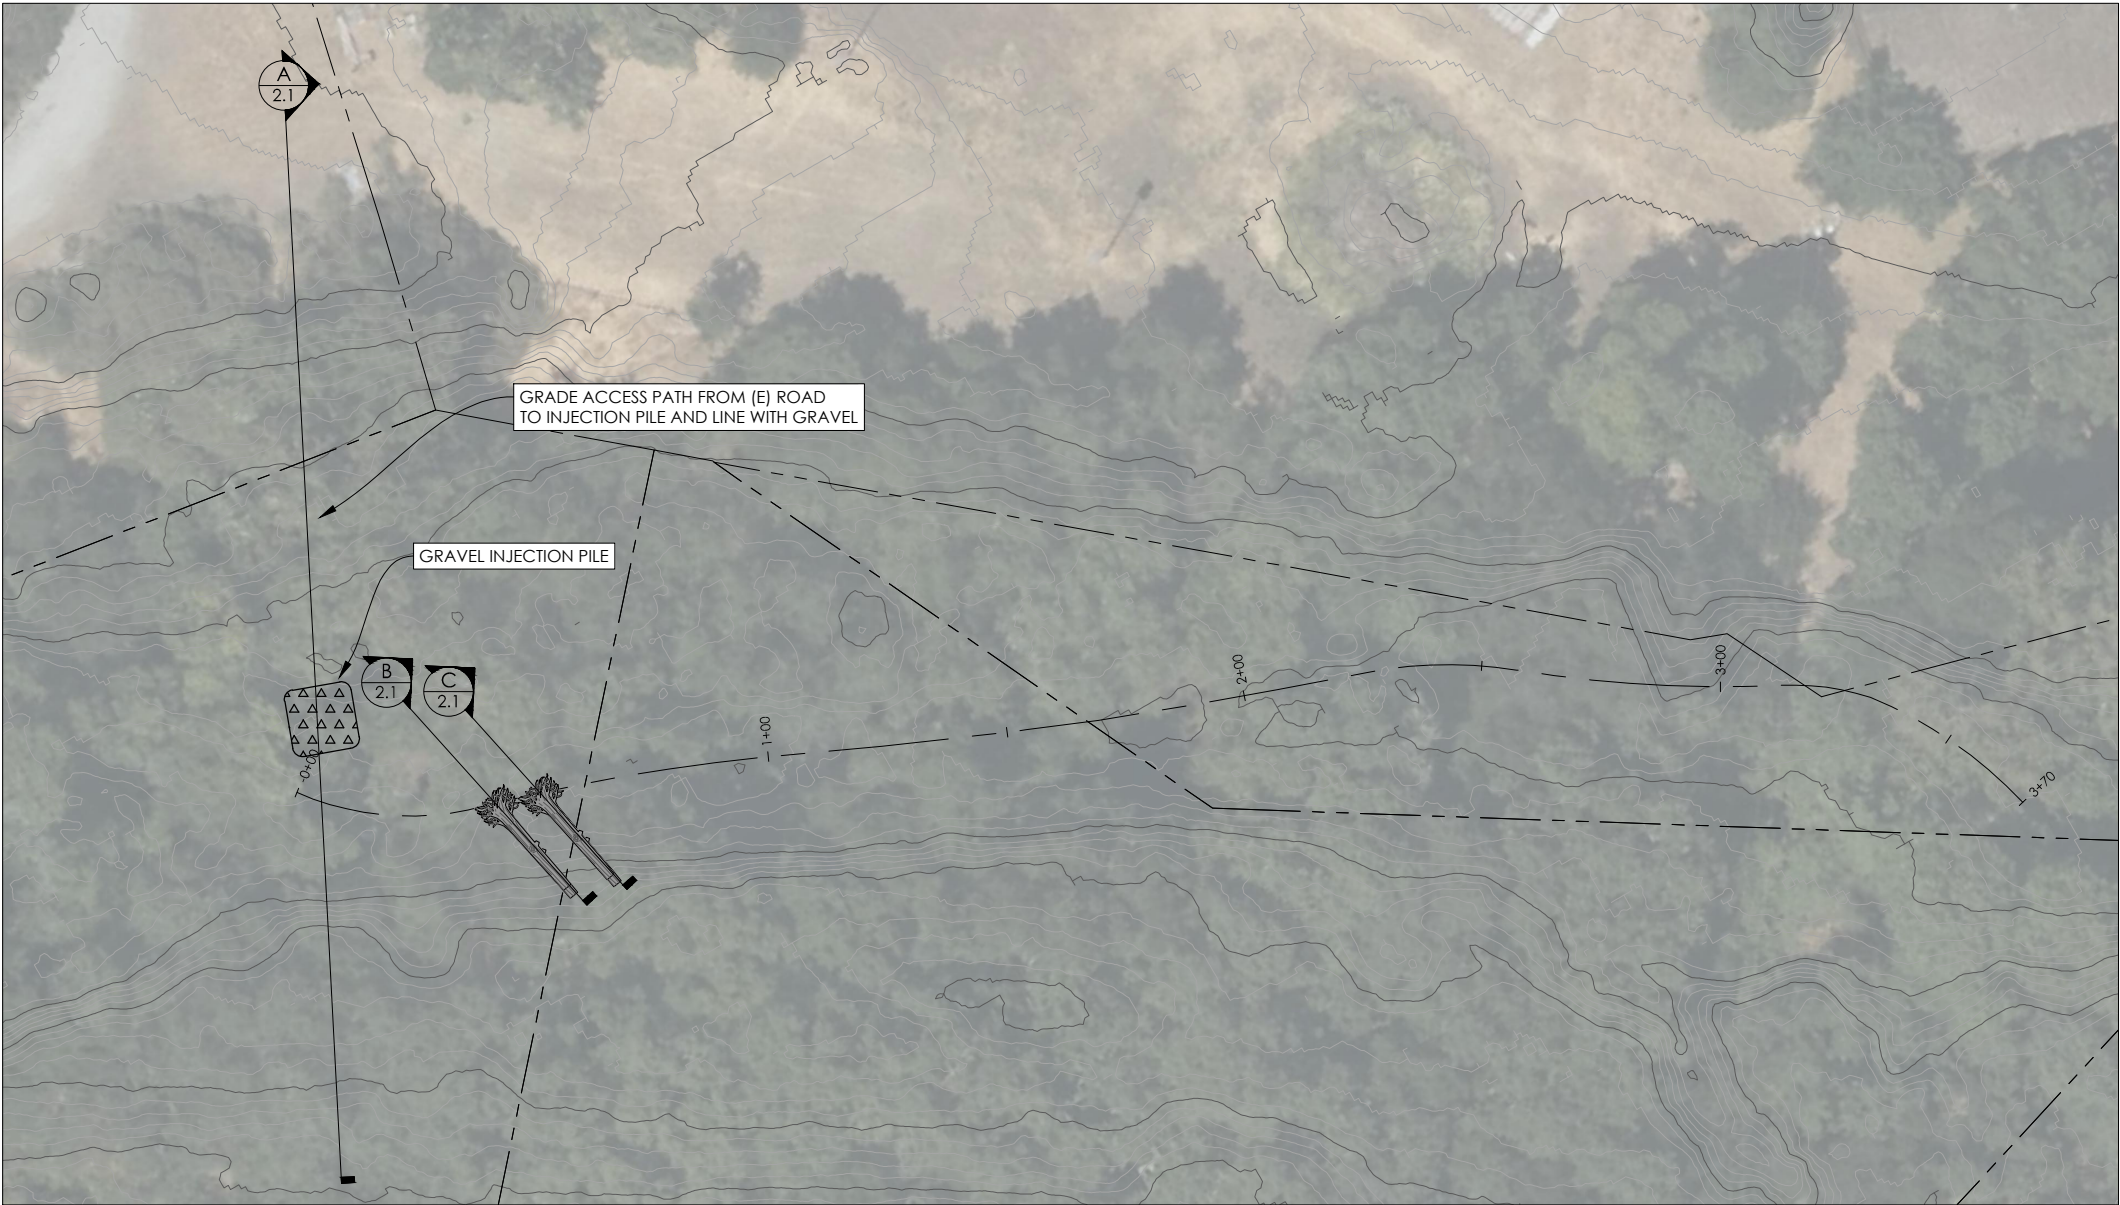 A
2.1
GRADE ACCESS PATH FROM (E) ROAD
TO INJECTION PILE AND LINE WITH GRAVEL
GRAVEL INJECTION PILE
B
2.1
C
2.1
-0+00
1+00
2+00
3+00
3+70